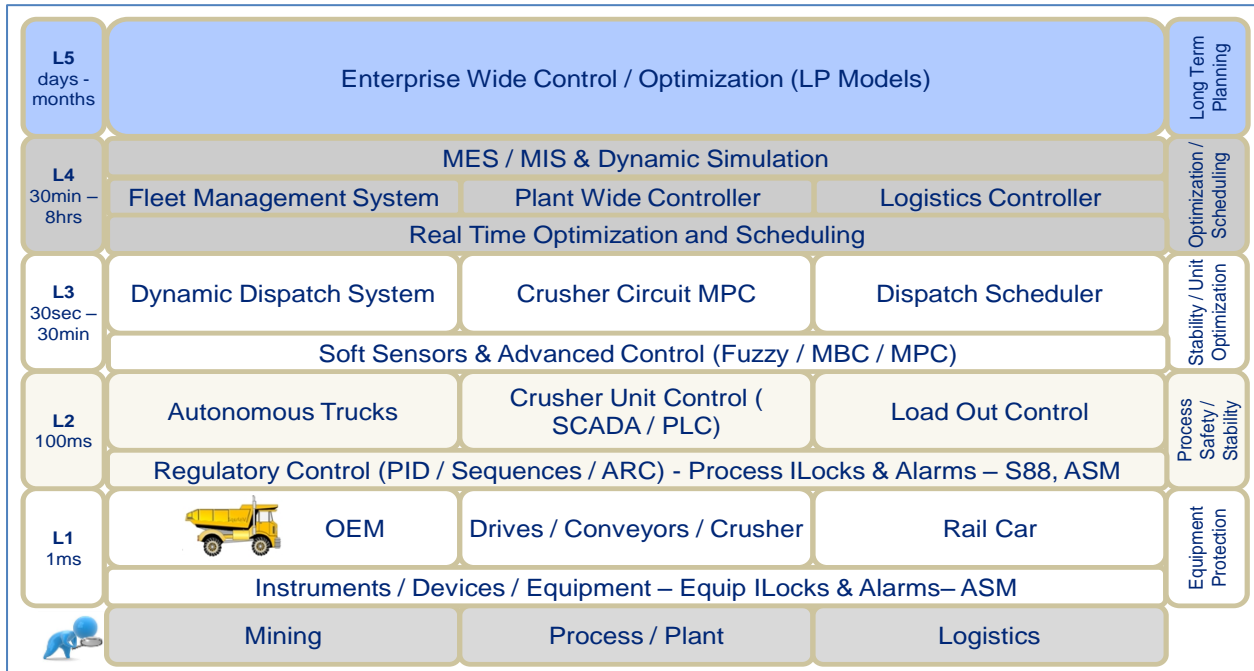 L5
days -
months
Enterprise Wide Control / Optimization (LP Models)
Long Term
Planning
L4
30min –
8hrs
MES / MIS & Dynamic Simulation
Fleet Management System
Plant Wide Controller
Logistics Controller
Real Time Optimization and Scheduling
Optimization /
Scheduling
L3
30sec –
30min
Dynamic Dispatch System
Crusher Circuit MPC
Dispatch Scheduler
Soft Sensors & Advanced Control (Fuzzy / MBC / MPC)
Stability / Unit
Optimization
L2
100ms
Autonomous Trucks
Crusher Unit Control (
SCADA / PLC)
Load Out Control
Regulatory Control (PID / Sequences / ARC) - Process ILocks & Alarms – S88, ASM
Process
Safety /
Stability
L1
1ms
OEM
Drives / Conveyors / Crusher
Rail Car
Instruments / Devices / Equipment – Equip ILocks & Alarms– ASM
Equipment
Protection
Mining
Process / Plant
Logistics